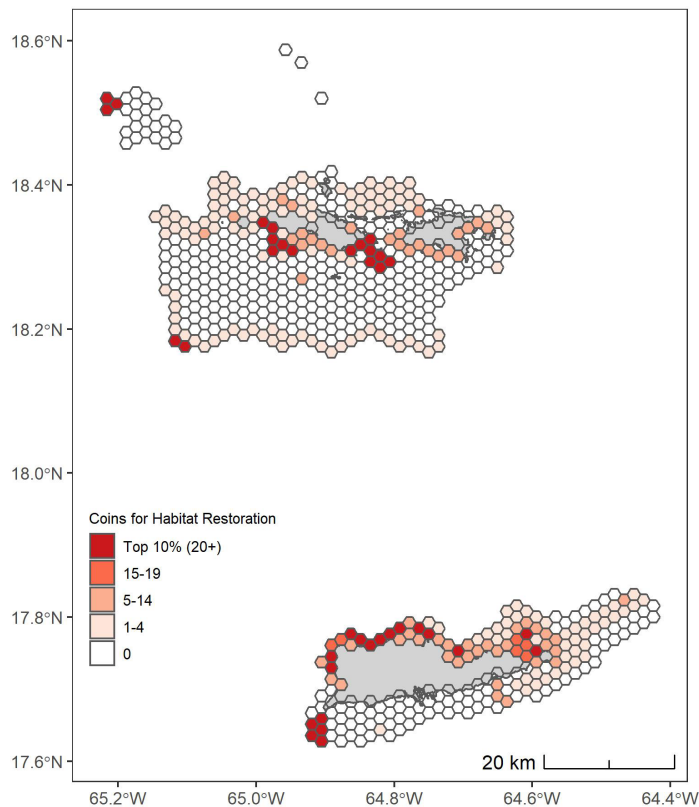 18.6°N
18.4°N
18.2°N
18.0°N
17.8°N
17.6°N
Coins for Habitat Restoration
Top 10% (20+)
15-19
5-14
1-4
0
20 km
65.2°W 65.0°W 64.8°W 64.6°W 64.4°W